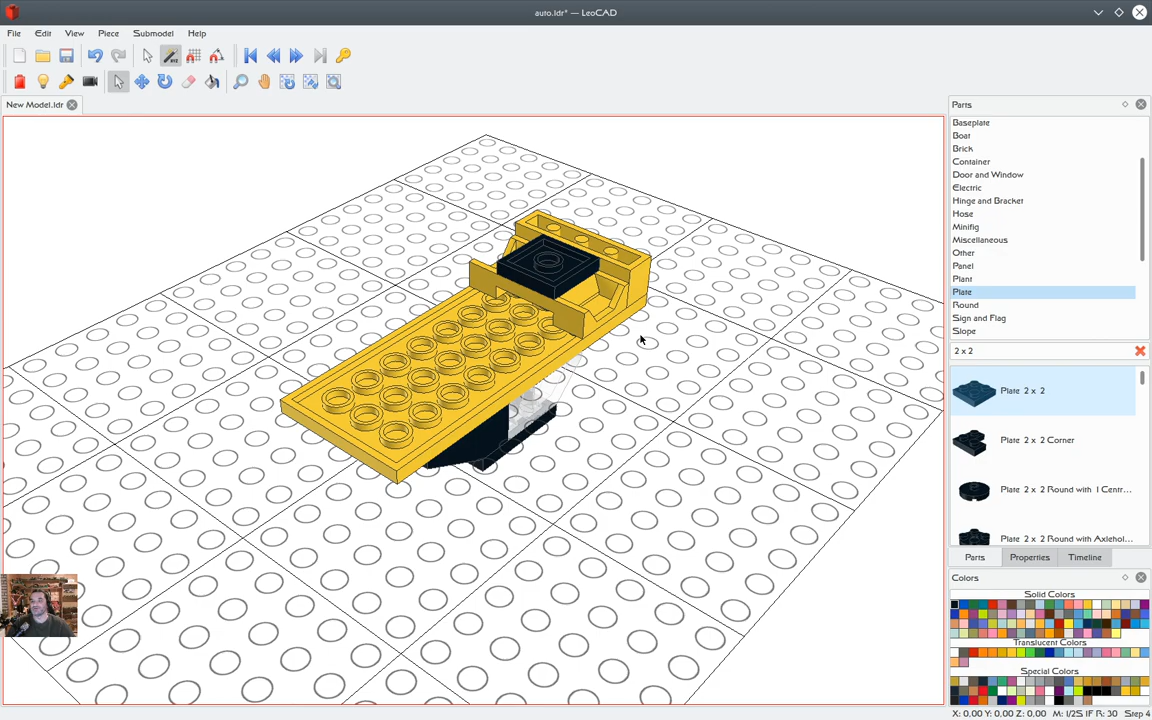 auto.ldr* — LeoCAD
File Edit View Piece Submodel Help
New Model.ldr
Parts
Baseplate
Boat
Brick
Container
Door and Window
Electric
Hinge and Bracket
Hose
Minifig
Miscellaneous
Other
Panel
Plant
Plate
Round
Sign and Flag
Slope
2 x 2
Plate 2 x 2
Plate 2 x 2 Corner
Plate 2 x 2 Round with 1 Centr...
Plate 2 x 2 Round with Axlehol...
Parts Properties Timeline
Colors
Solid Colors
Translucent Colors
Special Colors
X: 0,00 Y: 0,00 Z: 0,00 M: 1/2S 1F R: 30 Step 4